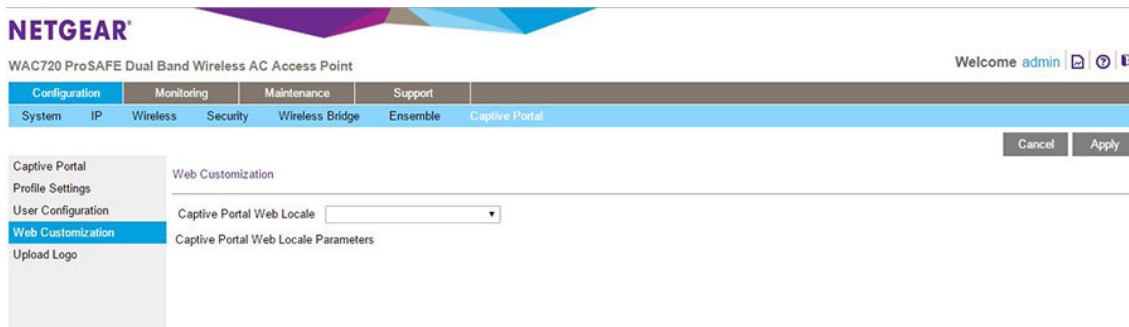 NETGEAR®
WAC720 ProSAFE Dual Band Wireless AC Access Point
Welcome admin
Configuration Monitoring Maintenance Support
System IP Wireless Security Wireless Bridge Ensemble Captive Portal
Cancel Apply
Captive Portal
Profile Settings
User Configuration
Web Customization
Upload Logo
Web Customization
Captive Portal Web Locale
Captive Portal Web Locale Parameters